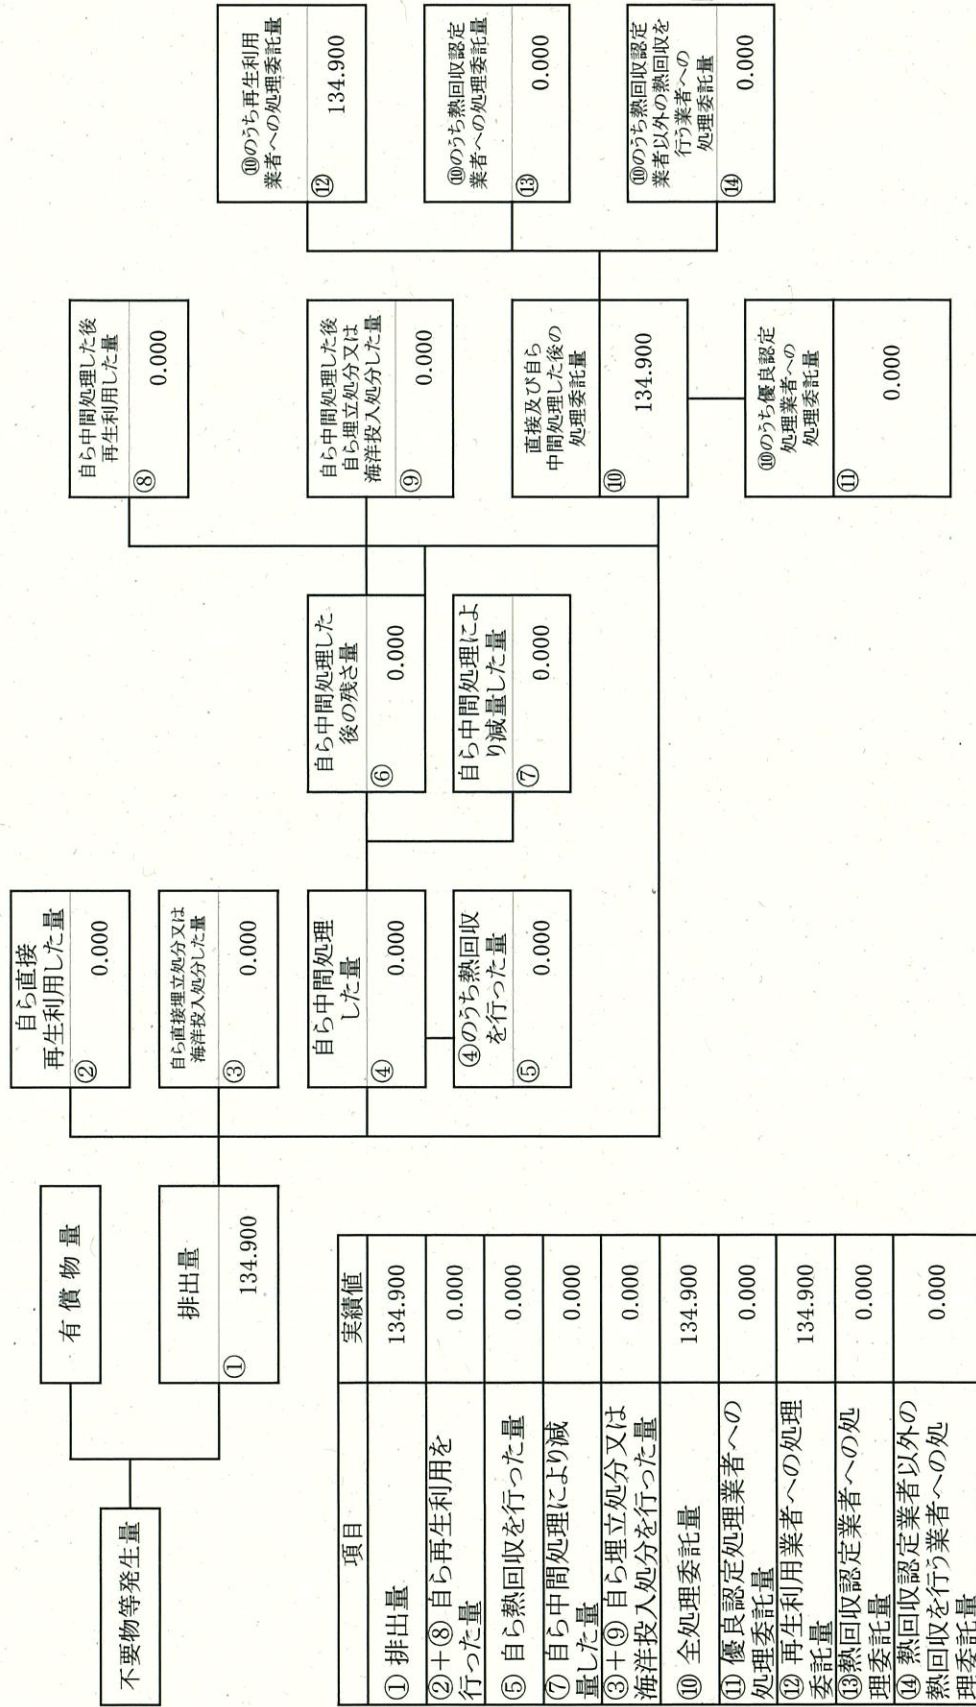 不要物等発生量
有償物量
排出量
①
134.900
自ら直接
再生利用した量
②
0.000
自ら直接埋立処分又は
海洋投入処分した量
③
0.000
自ら中間処理
した量
④
0.000
④のうち熱回収
を行った量
⑤
0.000
自ら中間処理した
後の残さ量
⑥
0.000
自ら中間処理によ
り減量した量
⑦
0.000
自ら中間処理した後
再生利用した量
⑧
0.000
自ら中間処理した後
自ら埋立処分又は
海洋投入処分した量
⑨
0.000
直接及び自ら
中間処理した後の
処理委託量
⑩
134.900
⑩のうち優良認定
処理業者への
処理委託量
⑪
0.000
⑩のうち再生利用
業者への処理委託量
⑫
134.900
⑩のうち熱回収認定
業者への処理委託量
⑬
0.000
⑩のうち熱回収認定
業者以外の熱回収を
行う業者への
処理委託量
⑭
0.000
項目 実績値
① 排出量 134.900
②+⑧ 自ら再生利用を
行った量 0.000
⑤ 自ら熱回収を行った量 0.000
⑦ 自ら中間処理により減
量した量 0.000
③+⑨ 自ら埋立処分又は
海洋投入処分を行った量 0.000
⑩ 全処理委託量 134.900
⑪ 優良認定処理業者への
処理委託量 0.000
⑫ 再生利用業者への処理
委託量 134.900
⑬熱回収認定業者への処
理委託量 0.000
⑭ 熱回収認定業者以外の
熱回収を行う業者への処
理委託量 0.000